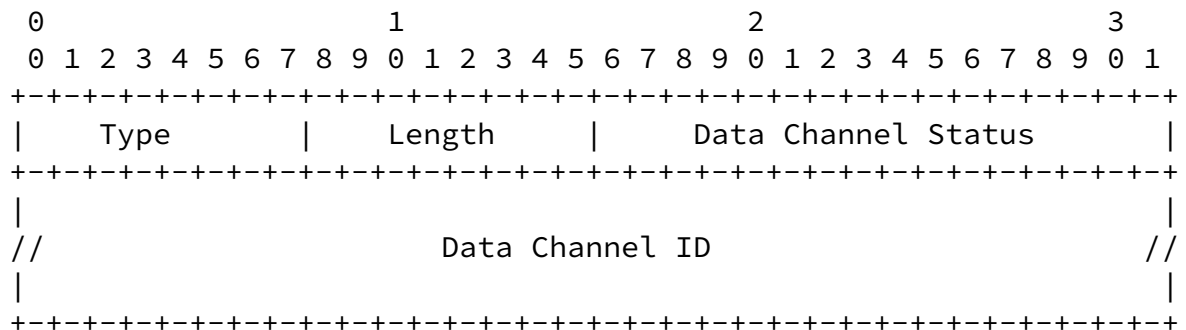 0                   1                   2                   3
 0 1 2 3 4 5 6 7 8 9 0 1 2 3 4 5 6 7 8 9 0 1 2 3 4 5 6 7 8 9 0 1
+-+-+-+-+-+-+-+-+-+-+-+-+-+-+-+-+-+-+-+-+-+-+-+-+-+-+-+-+-+-+-+-+
|    Type       |    Length     |     Data Channel Status       |
+-+-+-+-+-+-+-+-+-+-+-+-+-+-+-+-+-+-+-+-+-+-+-+-+-+-+-+-+-+-+-+-+
|                                                               |
//                      Data Channel ID                        //
|                                                               |
+-+-+-+-+-+-+-+-+-+-+-+-+-+-+-+-+-+-+-+-+-+-+-+-+-+-+-+-+-+-+-+-+